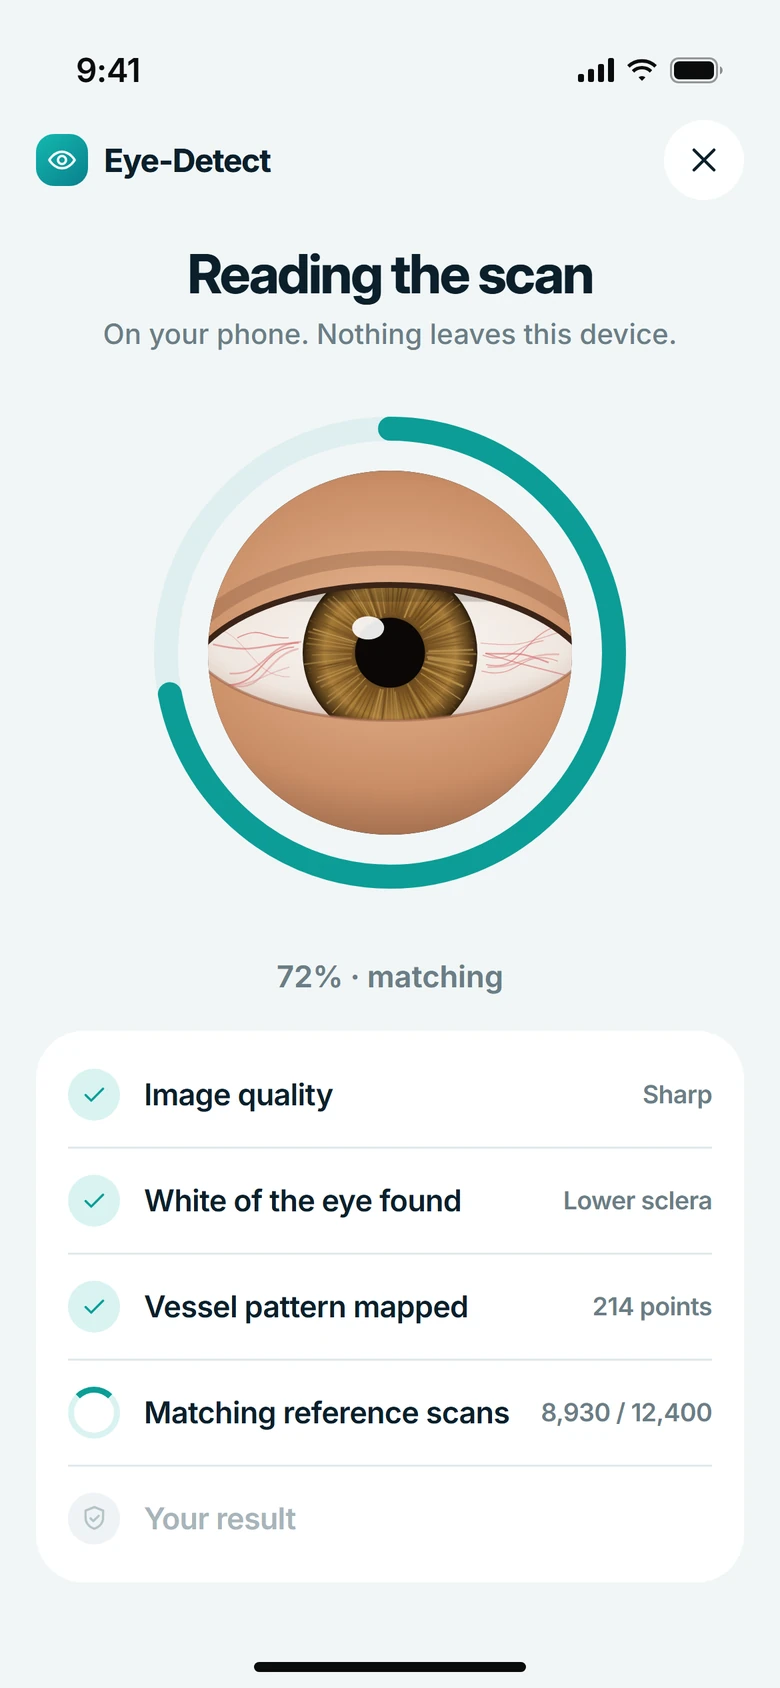 9:41
Eye-Detect
Reading the scan
On your phone. Nothing leaves this device.
72% · matching
Image quality Sharp
White of the eye found Lower sclera
Vessel pattern mapped 214 points
Matching reference scans 8,930 / 12,400
Your result